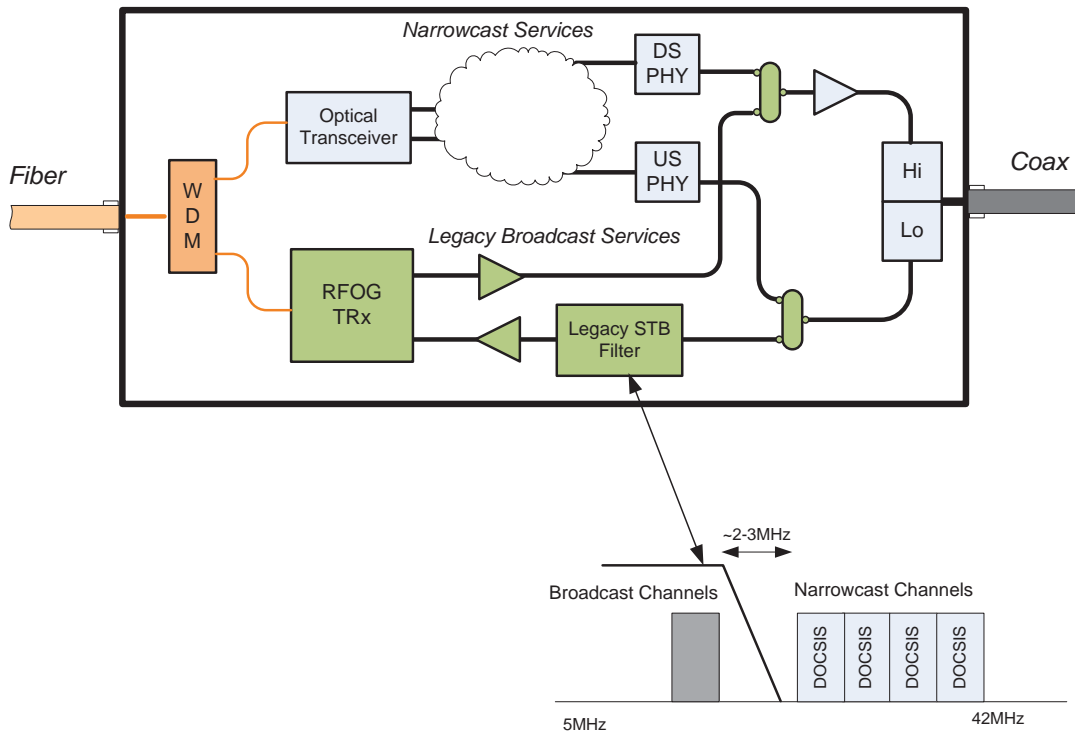 Narrowcast Services
DS
PHY
Optical
Transceiver
Fiber
W
D
M
US
PHY
Hi
Lo
Coax
Legacy Broadcast Services
RFOG
TRx
Legacy STB
Filter
~2-3MHz
Broadcast Channels
Narrowcast Channels
DOCSIS
DOCSIS
DOCSIS
DOCSIS
5MHz
42MHz